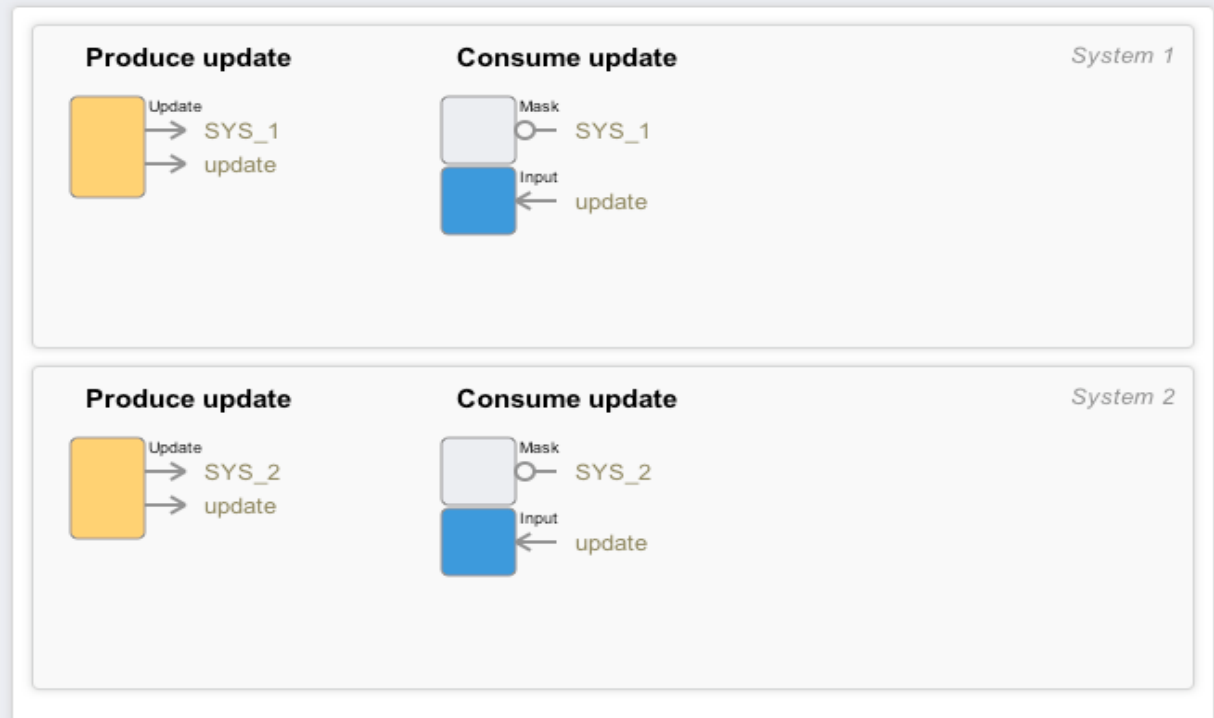 Produce update Consume update System 1
Update Mask
SYS_1 SYS_1
update Input
update
Produce update Consume update System 2
Update Mask
SYS_2 SYS_2
update Input
update